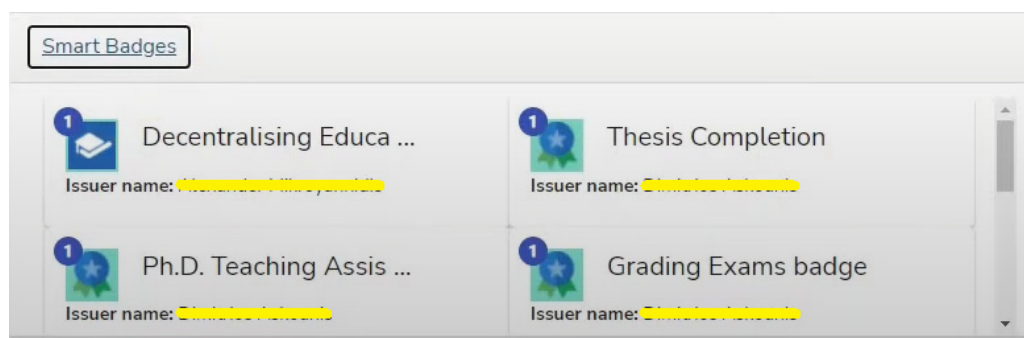 Smart Badges
1 Decentralising Educa ...
Issuer name:
1 Thesis Completion
Issuer name:
1 Ph.D. Teaching Assis ...
Issuer name:
1 Grading Exams badge
Issuer name: